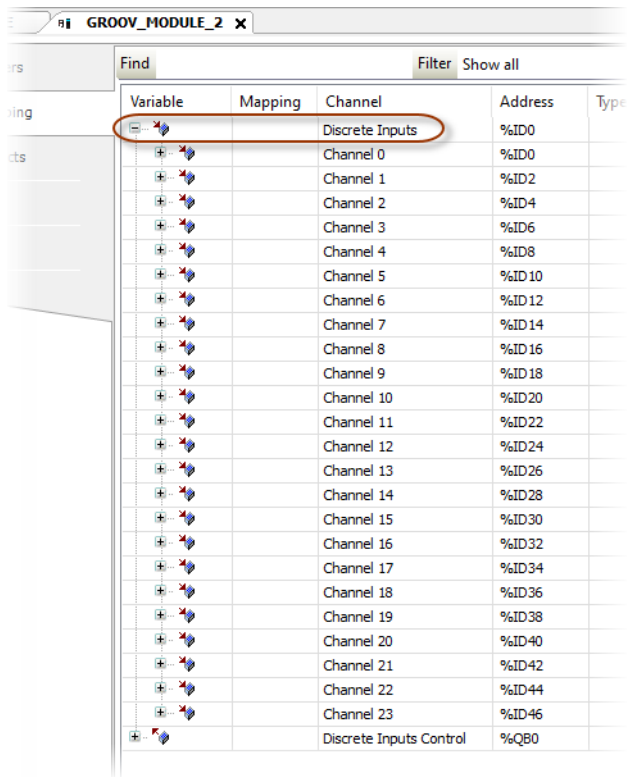 GROOV_MODULE_2 x
Find Filter Show all
Variable Mapping Channel Address Type
Discrete Inputs %ID0
Channel 0 %ID0
Channel 1 %ID2
Channel 2 %ID4
Channel 3 %ID6
Channel 4 %ID8
Channel 5 %ID10
Channel 6 %ID12
Channel 7 %ID14
Channel 8 %ID16
Channel 9 %ID18
Channel 10 %ID20
Channel 11 %ID22
Channel 12 %ID24
Channel 13 %ID26
Channel 14 %ID28
Channel 15 %ID30
Channel 16 %ID32
Channel 17 %ID34
Channel 18 %ID36
Channel 19 %ID38
Channel 20 %ID40
Channel 21 %ID42
Channel 22 %ID44
Channel 23 %ID46
Discrete Inputs Control %QB0